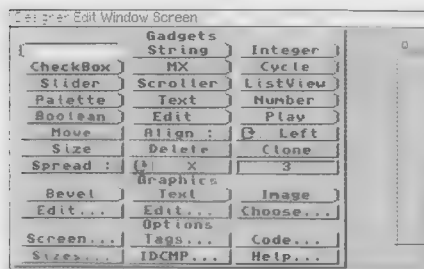 Designer Edit Window Screen
Gadgets
String Integer
CheckBox MX Cycle
Slider Scroller ListView
Palette Text Number
Boolean Edit Play
Move Align : Left
Size Delete Clone
Spread : X 3
Graphics
Bevel Text Image
Edit... Edit... Choose...
Options
Screen... Tags... Code...
Sizes... IDCMP... Help...
0